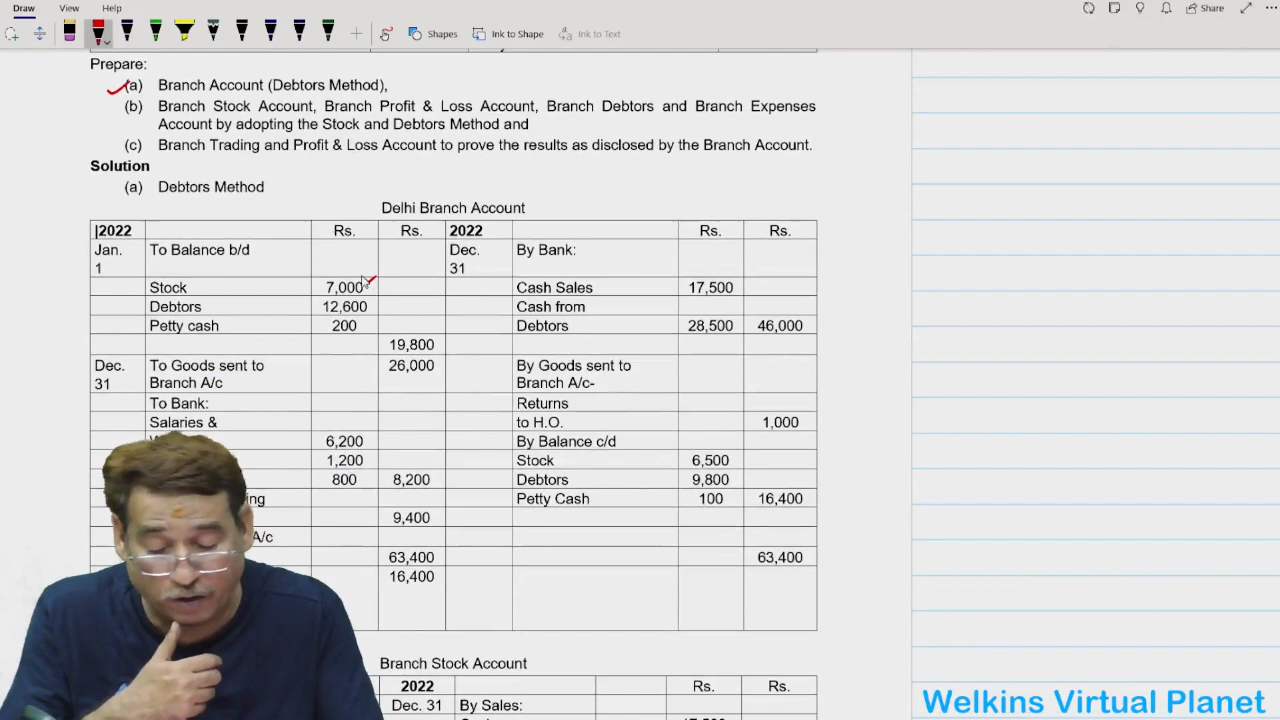 Draw View Help
Shapes Ink to Shape Ink to Text Share
Prepare:
(a) Branch Account (Debtors Method),
(b) Branch Stock Account, Branch Profit & Loss Account, Branch Debtors and Branch Expenses
Account by adopting the Stock and Debtors Method and
(c) Branch Trading and Profit & Loss Account to prove the results as disclosed by the Branch Account.
Solution
(a) Debtors Method
Delhi Branch Account
2022 Rs. Rs. 2022 Rs. Rs.
Jan. To Balance b/d Dec. By Bank:
1 31
Stock 7,000 Cash Sales 17,500
Debtors 12,600 Cash from
Petty cash 200 Debtors 28,500 46,000
19,800
Dec. To Goods sent to 26,000 By Goods sent to
31 Branch A/c Branch A/c-
To Bank: Returns
Salaries & to H.O. 1,000
6,200 By Balance c/d
1,200 Stock 6,500
800 8,200 Debtors 9,800
Petty Cash 100 16,400
9,400
A/c
63,400 63,400
16,400
Branch Stock Account
2022 Rs. Rs.
Dec. 31 By Sales:
Welkins Virtual Planet